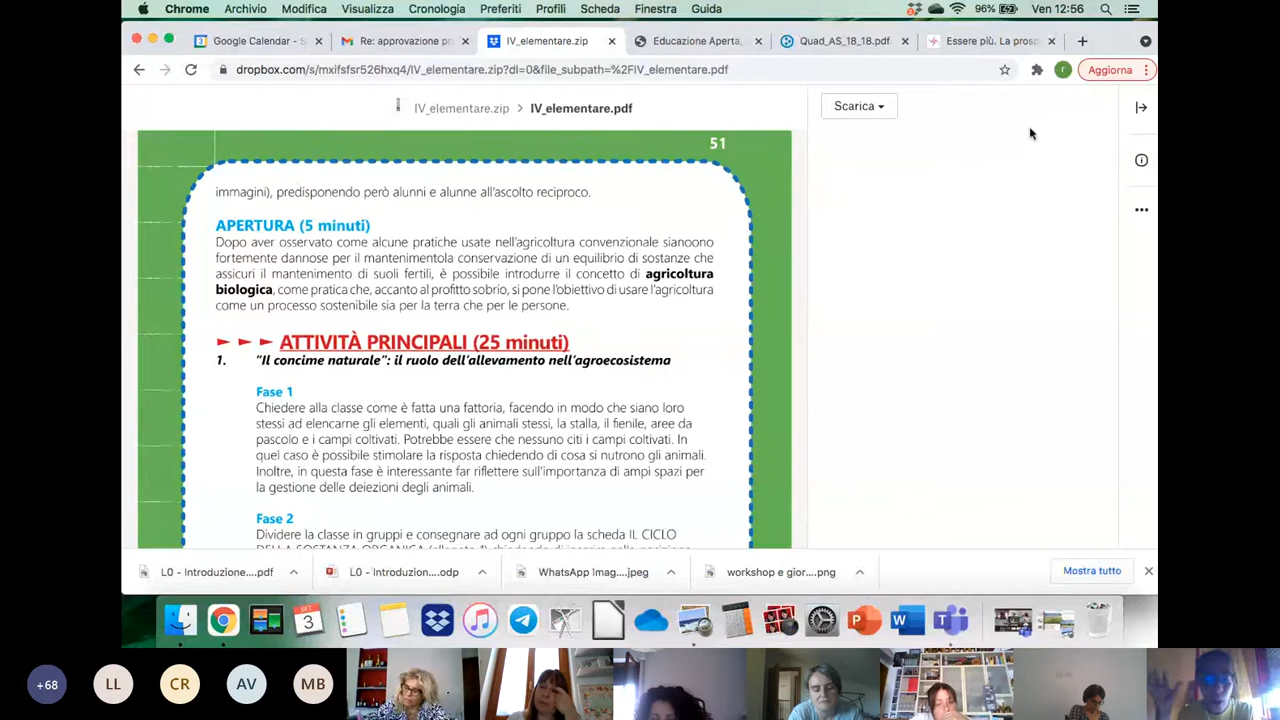 Chrome Archivio Modifica Visualizza Cronologia Preferiti Profili Scheda Finestra Guida 96% Ven 12:56
Google Calendar - S Re: approvazione pr IV_elementare.zip Educazione Aperta, Quad_AS_18_18.pdf Essere più. La prosp
dropbox.com/s/mxifsfsr526hxq4/IV_elementare.zip?dl=0&file_subpath=%2FIV_elementare.pdf r Aggiorna
IV_elementare.zip > IV_elementare.pdf Scarica
51
immagini), predisponendo però alunni e alunne all'ascolto reciproco.
APERTURA (5 minuti)
Dopo aver osservato come alcune pratiche usate nell'agricoltura convenzionale sianoono
fortemente dannose per il mantenimentola conservazione di un equilibrio di sostanze che
assicuri il mantenimento di suoli fertili, è possibile introdurre il concetto di agricoltura
biologica, come pratica che, accanto al profitto sobrio, si pone l'obiettivo di usare l'agricoltura
come un processo sostenibile sia per la terra che per le persone.
ATTIVITÀ PRINCIPALI (25 minuti)
1. "Il concime naturale": il ruolo dell'allevamento nell'agroecosistema
Fase 1
Chiedere alla classe come è fatta una fattoria, facendo in modo che siano loro
stessi ad elencarne gli elementi, quali gli animali stessi, la stalla, il fienile, aree da
pascolo e i campi coltivati. Potrebbe essere che nessuno citi i campi coltivati. In
quel caso è possibile stimolare la risposta chiedendo di cosa si nutrono gli animali.
Inoltre, in questa fase è interessante far riflettere sull'importanza di ampi spazi per
la gestione delle deiezioni degli animali.
Fase 2
Dividere la classe in gruppi e consegnare ad ogni gruppo la scheda IL CICLO
L0 - Introduzione....pdf L0 - Introduzion....odp WhatsApp Imag....jpeg workshop e gior....png Mostra tutto
SET
3
+68 LL CR AV MB